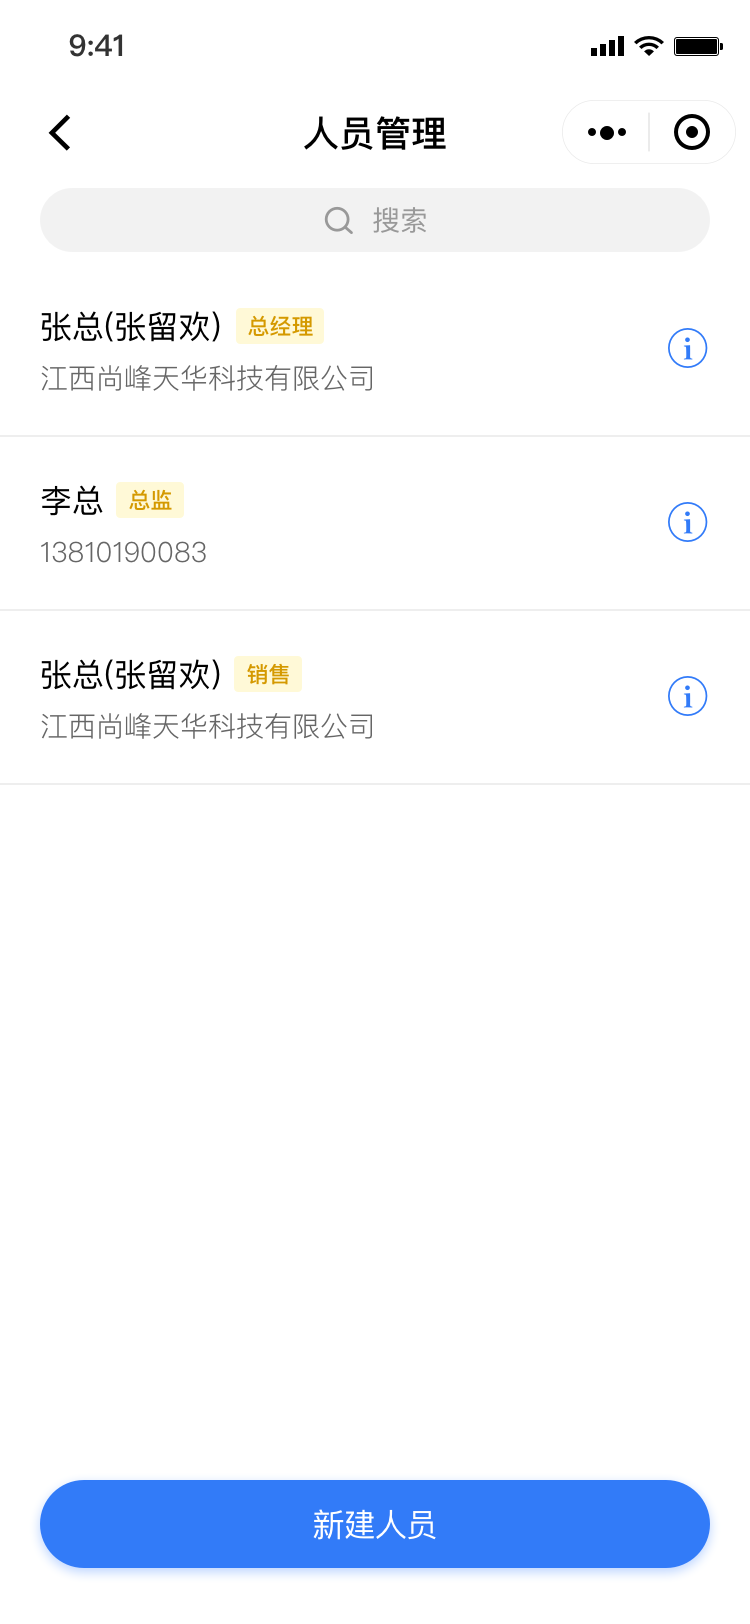 9:41
人员管理
搜索
张总(张留欢) 总经理
江西尚峰天华科技有限公司
李总 总监
13810190083
张总(张留欢) 销售
江西尚峰天华科技有限公司
新建人员